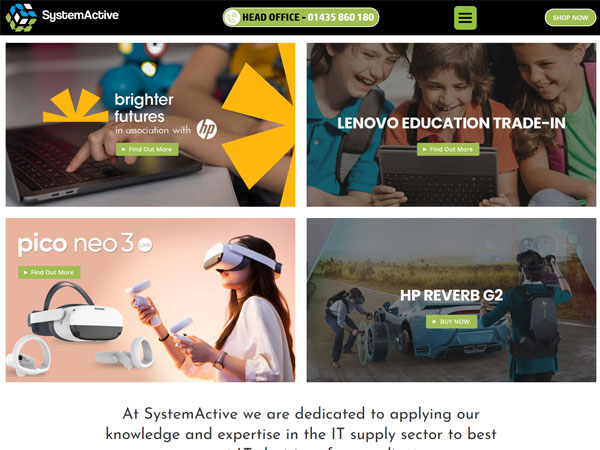 SystemActive
HEAD OFFICE - 01435 860 180
SHOP NOW
brighter
futures
in association with hp
Find Out More
LENOVO EDUCATION TRADE-IN
Find Out More
pico neo 3 Link
Find Out More
HP REVERB G2
BUY NOW
At SystemActive we are dedicated to applying our
knowledge and expertise in the IT supply sector to best